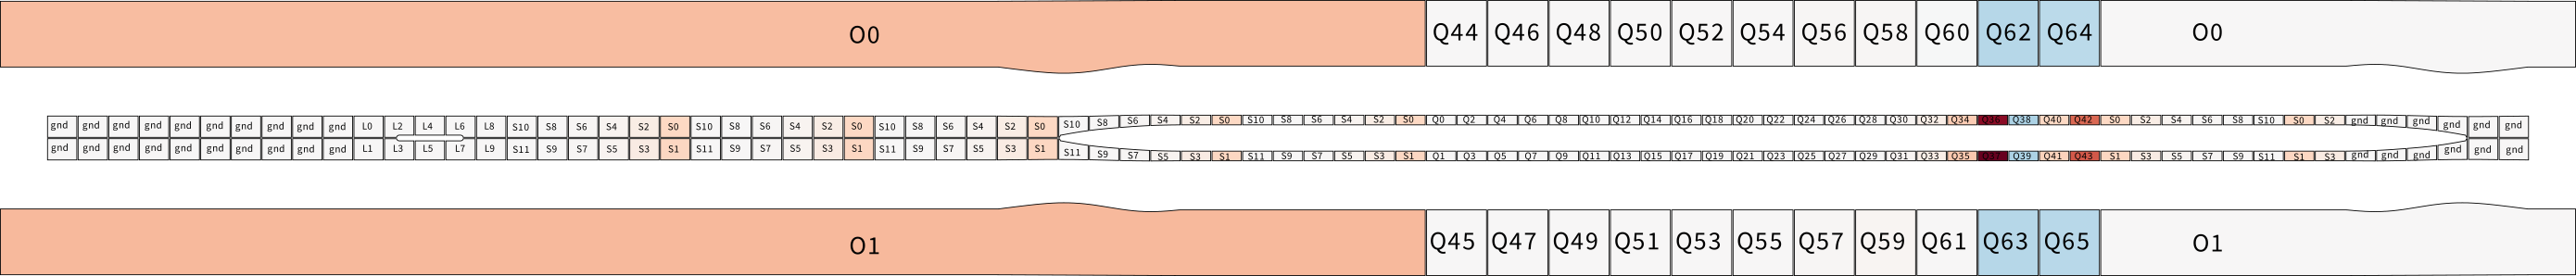 O0 Q44 Q46 Q48 Q50 Q52 Q54 Q56 Q58 Q60 Q62 Q64 O0
gnd gnd gnd gnd gnd gnd gnd gnd gnd gnd L0 L2 L4 L6 L8 S10 S8 S6 S4 S2 S0 S10 S8 S6 S4 S2 S0 S10 S8 S6 S4 S2 S0 S10 S8 S6 S4 S2 S0 S10 S8 S6 S4 S2 S0 Q0 Q2 Q4 Q6 Q8 Q10 Q12 Q14 Q16 Q18 Q20 Q22 Q24 Q26 Q28 Q30 Q32 Q34 Q36 Q38 Q40 Q42 S0 S2 S4 S6 S8 S10 S0 S2 gnd gnd gnd gnd gnd gnd
gnd gnd gnd gnd gnd gnd gnd gnd gnd gnd L1 L3 L5 L7 L9 S11 S9 S7 S5 S3 S1 S11 S9 S7 S5 S3 S1 S11 S9 S7 S5 S3 S1 S11 S9 S7 S5 S3 S1 S11 S9 S7 S5 S3 S1 Q1 Q3 Q5 Q7 Q9 Q11 Q13 Q15 Q17 Q19 Q21 Q23 Q25 Q27 Q29 Q31 Q33 Q35 Q37 Q39 Q41 Q43 S1 S3 S5 S7 S9 S11 S1 S3 gnd gnd gnd gnd gnd gnd
O1 Q45 Q47 Q49 Q51 Q53 Q55 Q57 Q59 Q61 Q63 Q65 O1